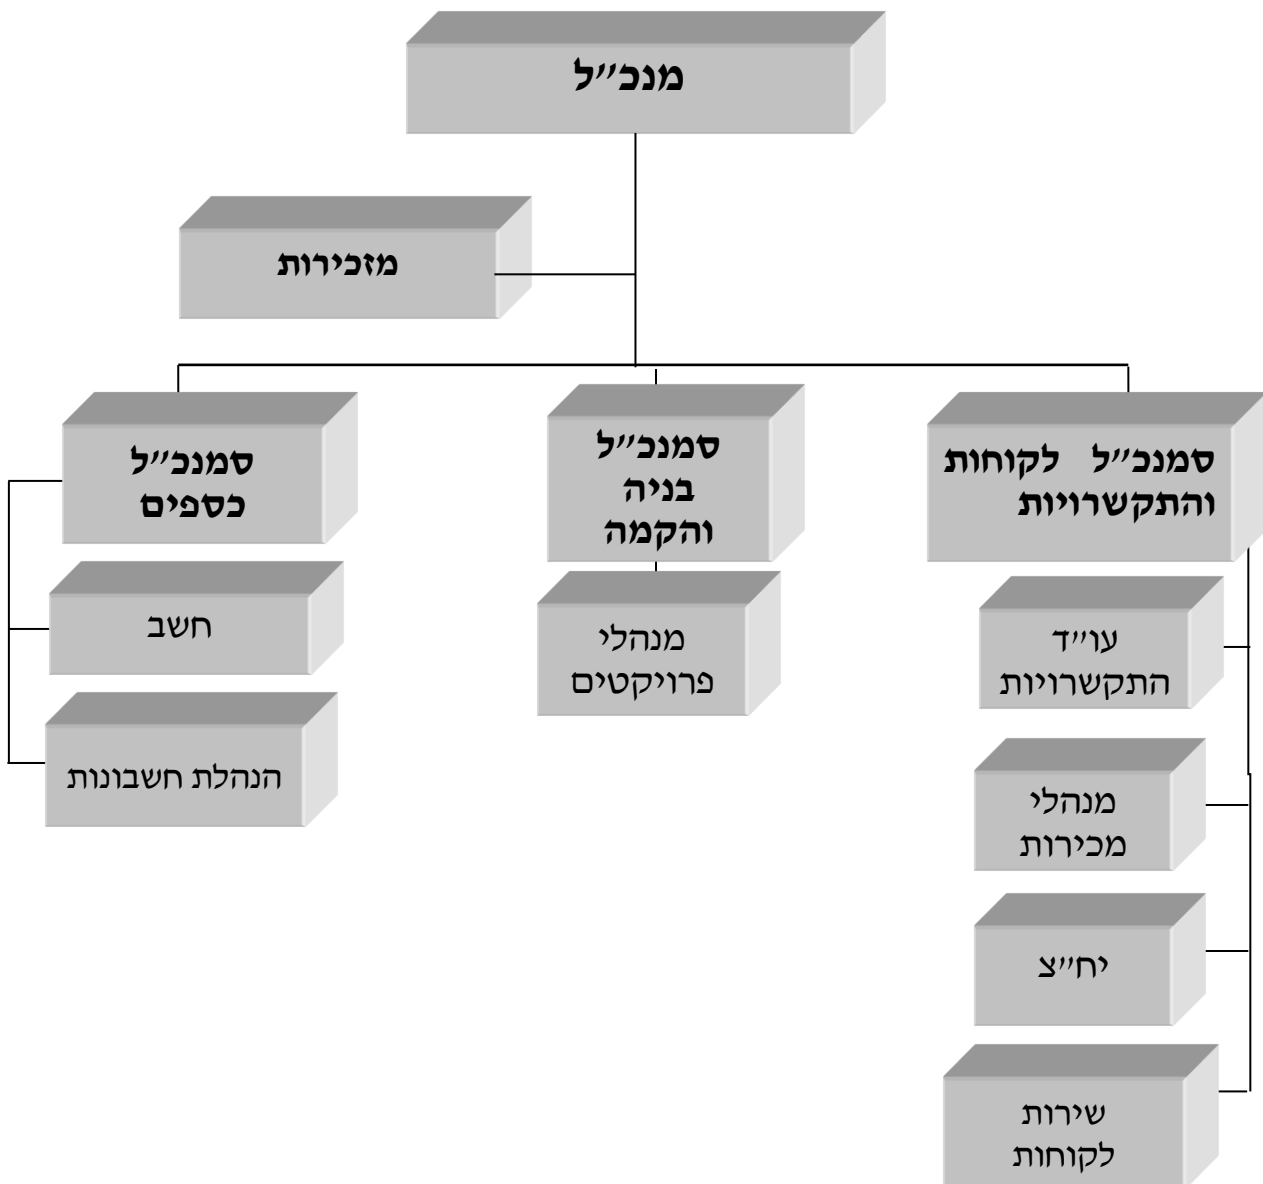 מנכ״ל
מזכירות
סמנכ״ל לקוחות
והתקשרויות
עו״ד
התקשרויות
מנהלי
מכירות
יח״צ
שירות
לקוחות
סמנכ״ל
בניה
והקמה
מנהלי
פרויקטים
סמנכ״ל
כספים
חשב
הנהלת חשבונות